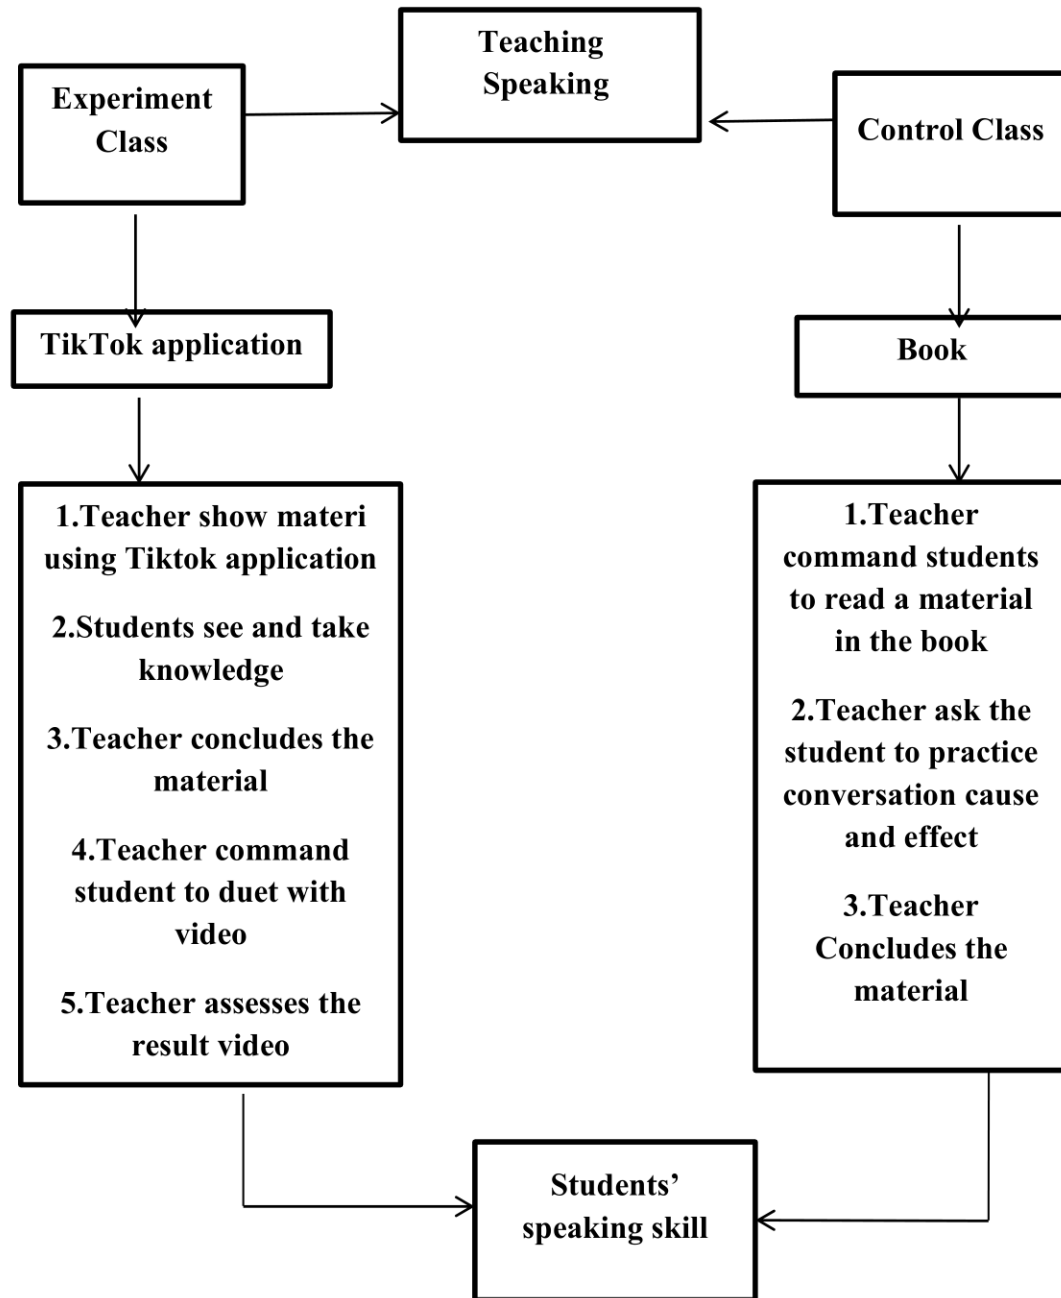 Teaching
Speaking
Experiment
Class
Control Class
TikTok application
Book
1.Teacher show materi
using Tiktok application
2.Students see and take
knowledge
3.Teacher concludes the
material
4.Teacher command
student to duet with
video
5.Teacher assesses the
result video
1.Teacher
command students
to read a material
in the book
2.Teacher ask the
student to practice
conversation cause
and effect
3.Teacher
Concludes the
material
Students’
speaking skill